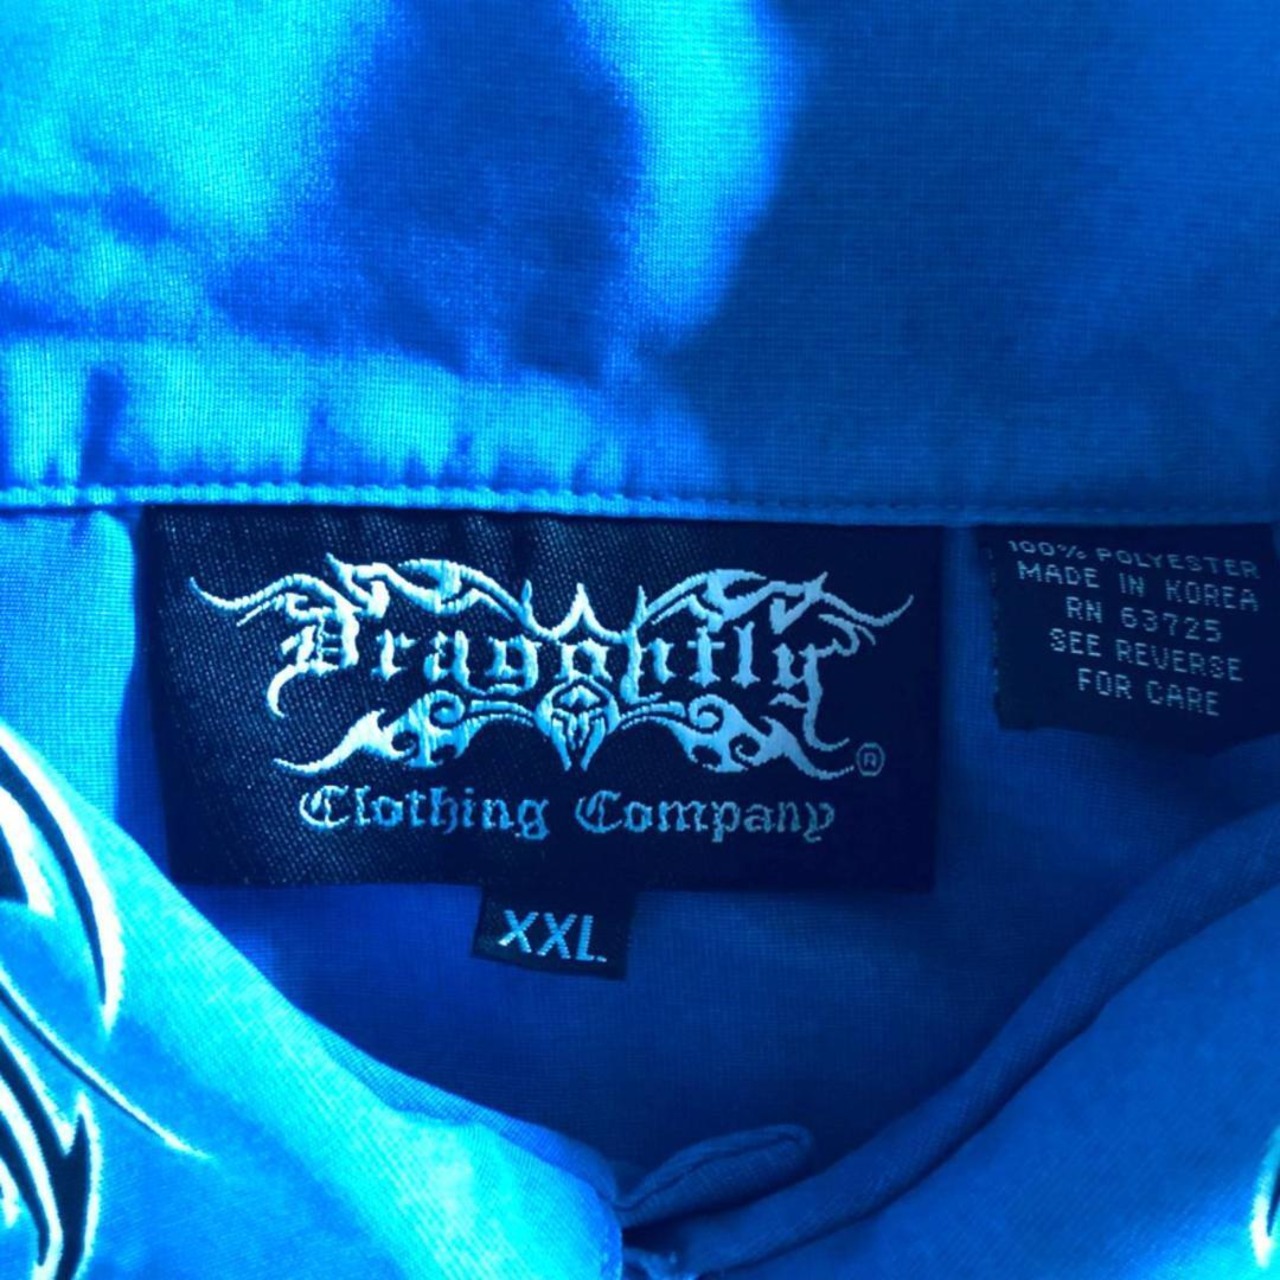 Dragonfly
®
Clothing Company
XXL
100% POLYESTER
MADE IN KOREA
RN 63725
SEE REVERSE
FOR CARE